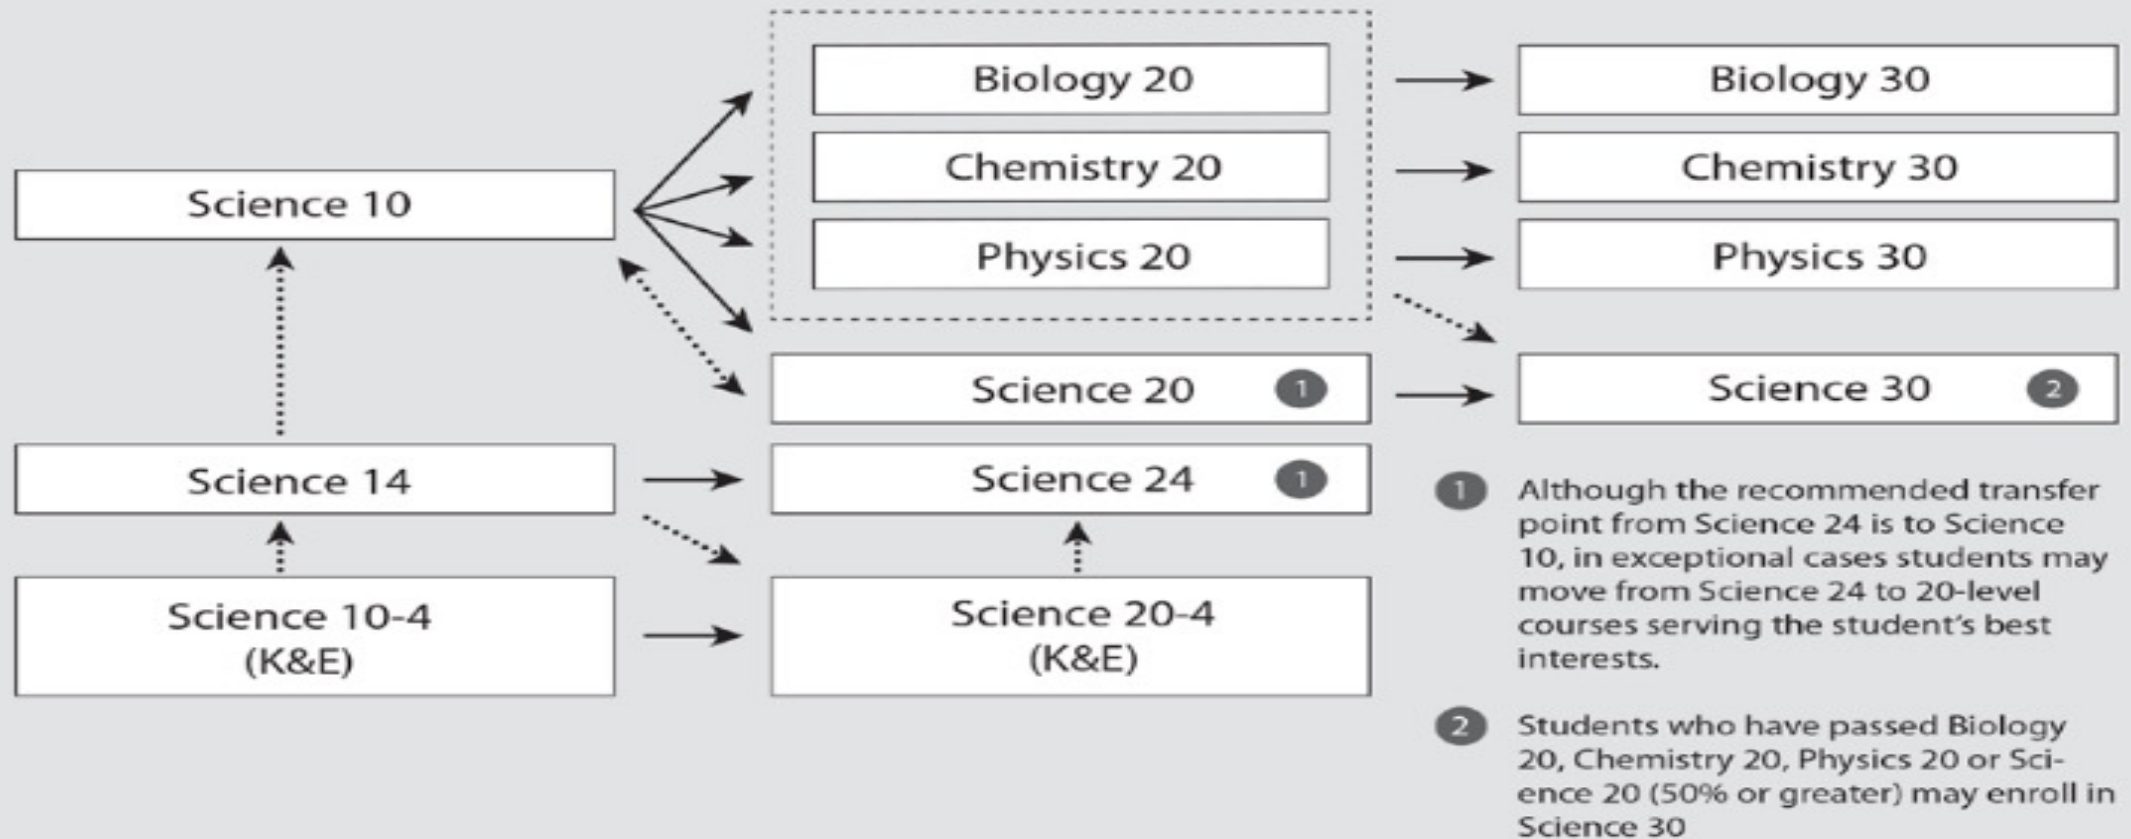 Biology 20
Biology 30
Chemistry 20
Chemistry 30
Science 10
Physics 20
Physics 30
Science 20 1
Science 30 2
Science 14
Science 24 1
Science 10-4
(K&E)
Science 20-4
(K&E)
1 Although the recommended transfer
point from Science 24 is to Science
10, in exceptional cases students may
move from Science 24 to 20-level
courses serving the student's best
interests.
2 Students who have passed Biology
20, Chemistry 20, Physics 20 or Sci-
ence 20 (50% or greater) may enroll in
Science 30